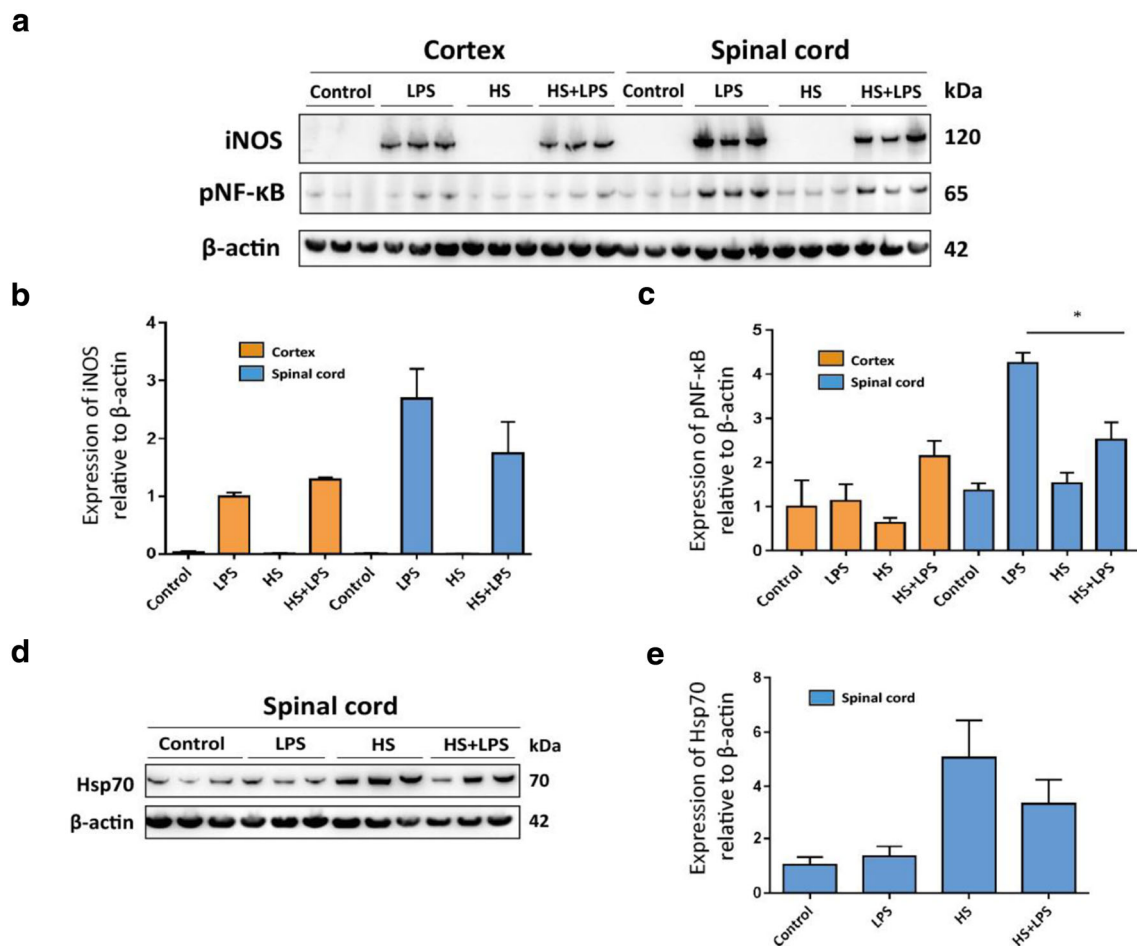 a
Cortex Spinal cord
Control LPS HS HS+LPS Control LPS HS HS+LPS kDa
iNOS 120
pNF-κB 65
β-actin 42
b
Expression of iNOS
relative to β-actin
4
3
2
1
0
Cortex
Spinal cord
Control LPS HS HS+LPS Control LPS HS HS+LPS
c
Expression of pNF-κB
relative to β-actin
5
4
3
2
1
0
Cortex
Spinal cord
*
Control LPS HS HS+LPS Control LPS HS HS+LPS
d
Spinal cord
Control LPS HS HS+LPS kDa
Hsp70 70
β-actin 42
e
Expression of Hsp70
relative to β-actin
8
6
4
2
0
Spinal cord
Control LPS HS HS+LPS